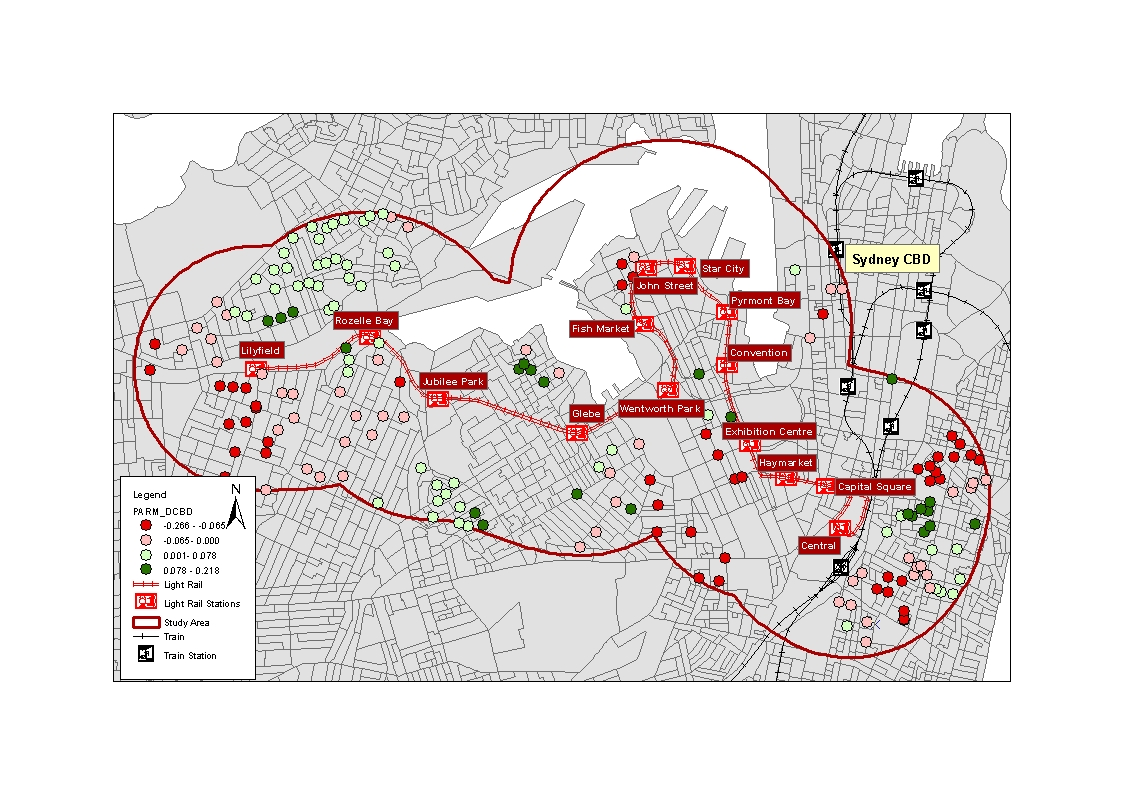 Sydney CBD
Star City
John Street
Pyrmont Bay
Rozelle Bay
Fish Market
Lilyfield
Convention
Jubilee Park
Wentworth Park
Glebe
Exhibition Centre
Haymarket
Capital Square
Central
Legend
N
PARM_DCBD
-0.266 - -0.065
-0.065 - 0.000
0.001 - 0.078
0.078 - 0.218
Light Rail
Light Rail Stations
Study Area
Train
Train Station